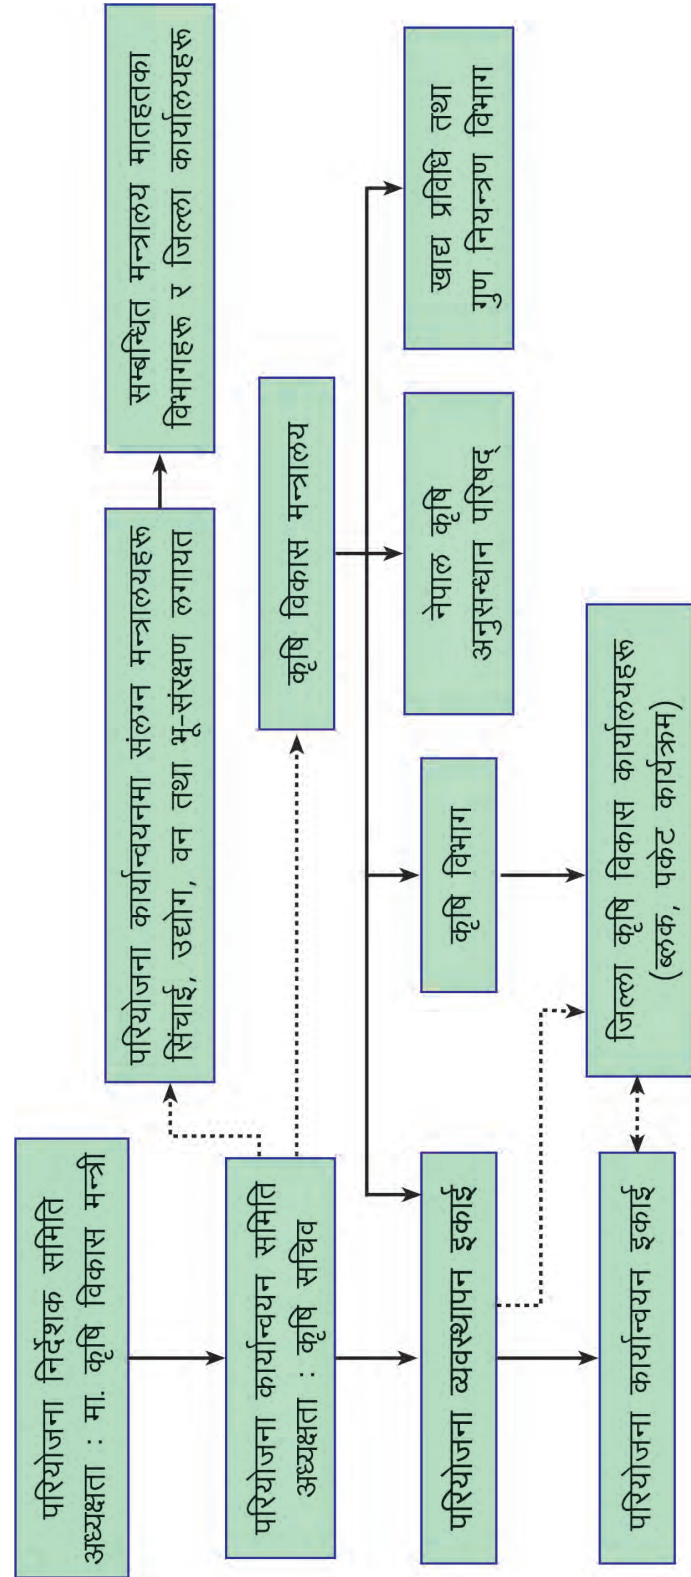 परियोजना निर्देशक समिति
अध्यक्षता : मा. कृषि विकास मन्त्री
परियोजना कार्यान्वयनमा संलग्न मन्त्रालयहरू
सिंचाई, उद्योग, वन तथा भू-संरक्षण लगायत
सम्बन्धित मन्त्रालय मातहतका
विभागहरू र जिल्ला कार्यालयहरू
परियोजना कार्यान्वयन समिति
अध्यक्षता : कृषि सचिव
कृषि विकास मन्त्रालय
परियोजना व्यवस्थापन इकाई
कृषि विभाग
नेपाल कृषि
अनुसन्धान परिषद्
खाद्य प्रविधि तथा
गुण नियन्त्रण विभाग
परियोजना कार्यान्वयन इकाई
जिल्ला कृषि विकास कार्यालयहरू
(ब्लक, पकेट कार्यक्रम)